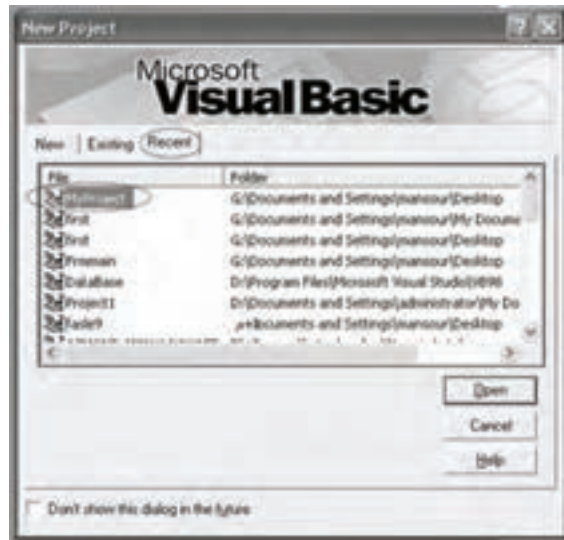 New Project
Microsoft
Visual Basic
New Existing Recent
File Folder
G:\Documents and Settings\mansour\Desktop
first G:\Documents and Settings\mansour\My Docume
first G:\Documents and Settings\mansour\Desktop
Prnmain G:\Documents and Settings\mansour\Desktop
DataBase D:\Program Files\Microsoft Visual Studio\VB98
Project1 D:\Documents and Settings\administrator\My Do
ocuments and Settings\mansour\Desktop
Open
Cancel
Help
Don't show this dialog in the future